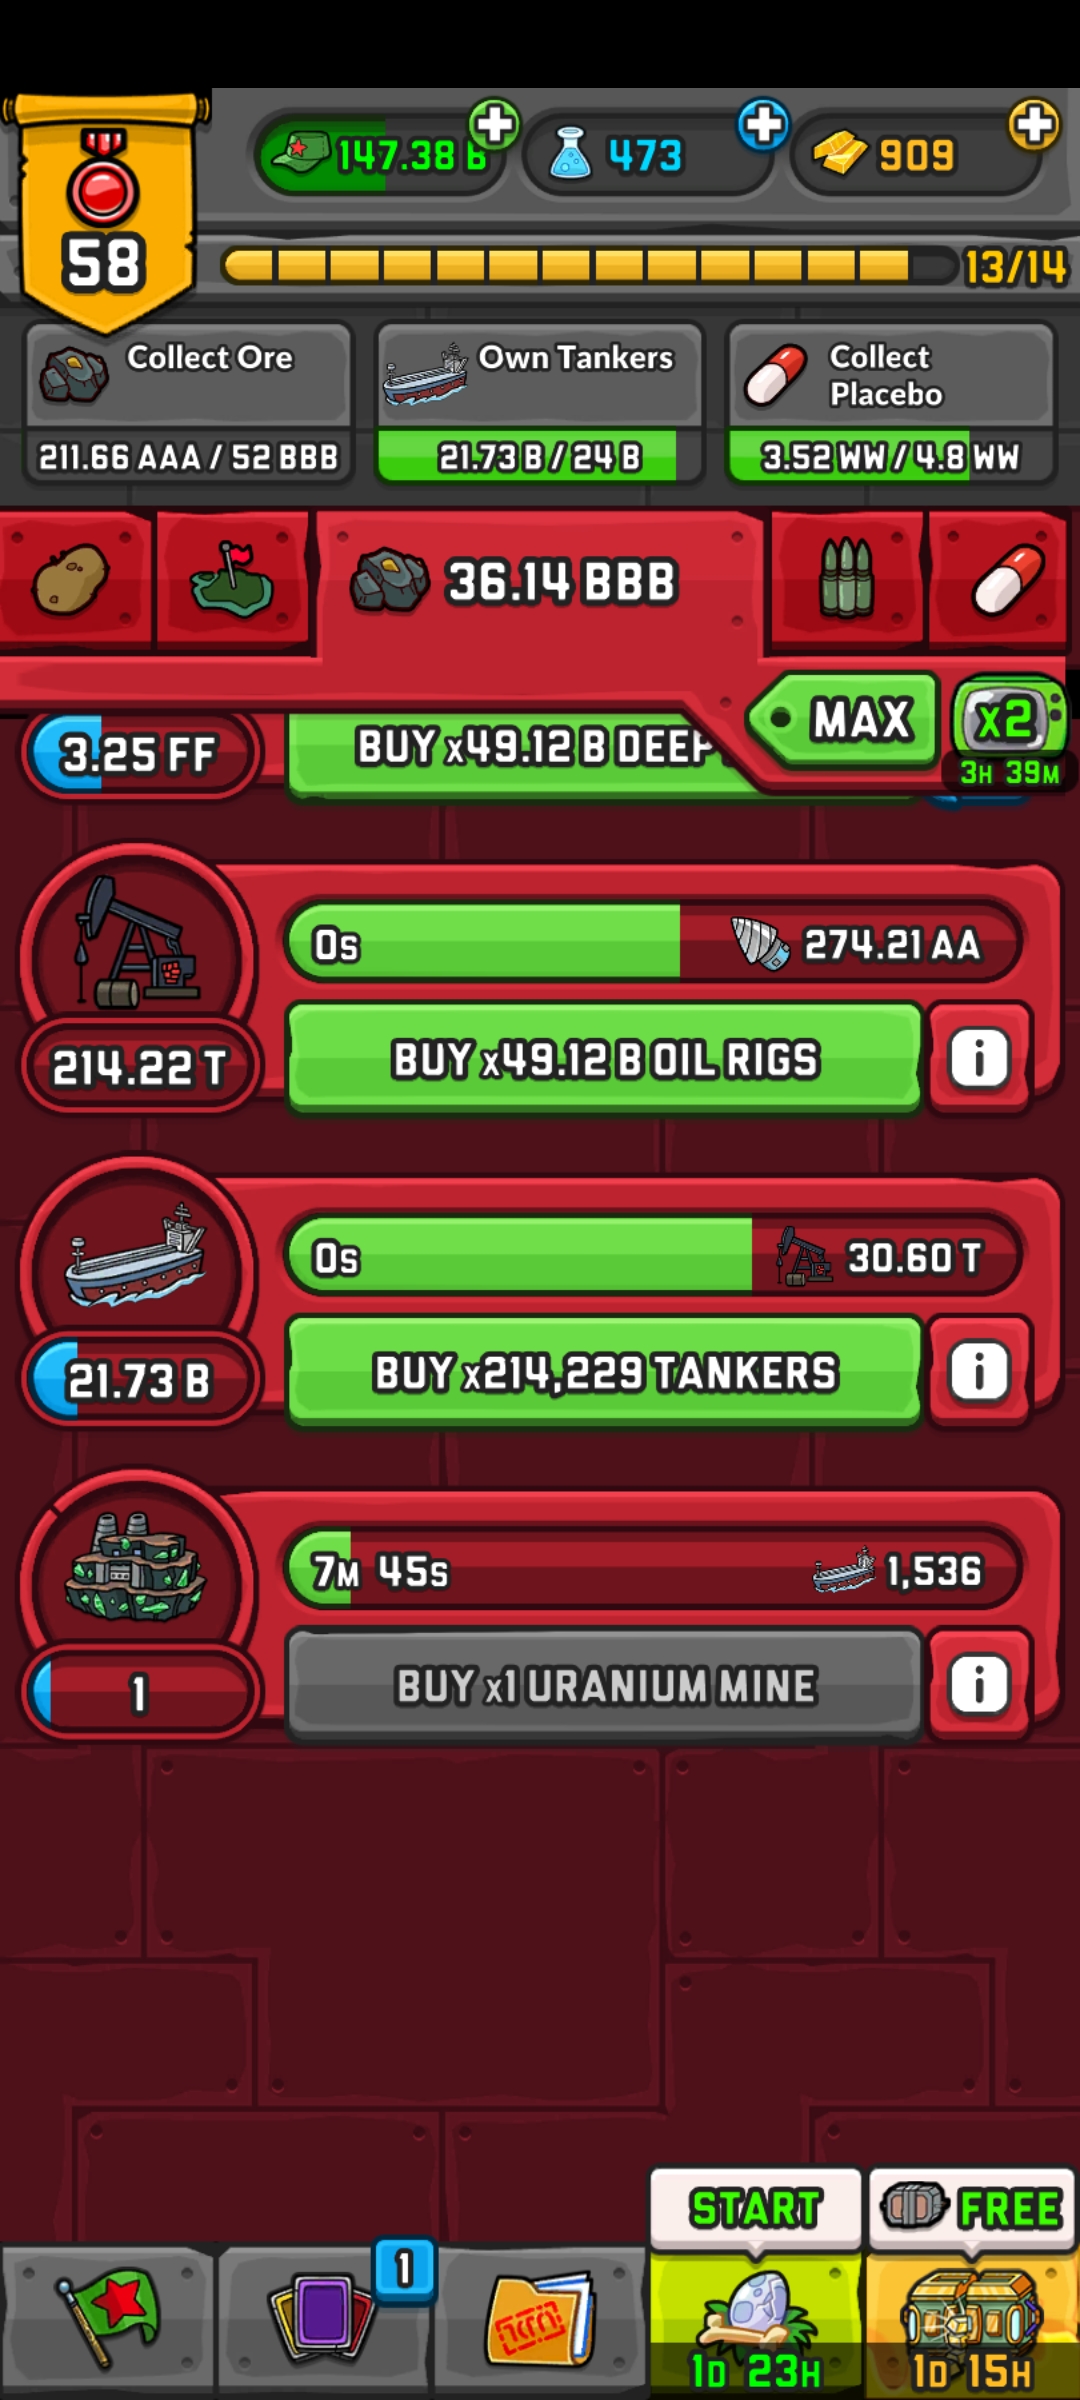 147.38 B
473
909
58
13/14
Collect Ore
211.66 AAA / 52 BBB
Own Tankers
21.73 B / 24 B
Collect
Placebo
3.52 WW / 4.8 WW
36.14 BBB
MAX
x2
3H 39M
3.25 FF
BUY x49.12 B DEEP
0s
274.21 AA
214.22 T
BUY x49.12 B OIL RIGS
i
0s
30.60 T
21.73 B
BUY x214,229 TANKERS
i
7M 45s
1,536
1
BUY x1 URANIUM MINE
i
START
FREE
1
1D 23H
1D 15H